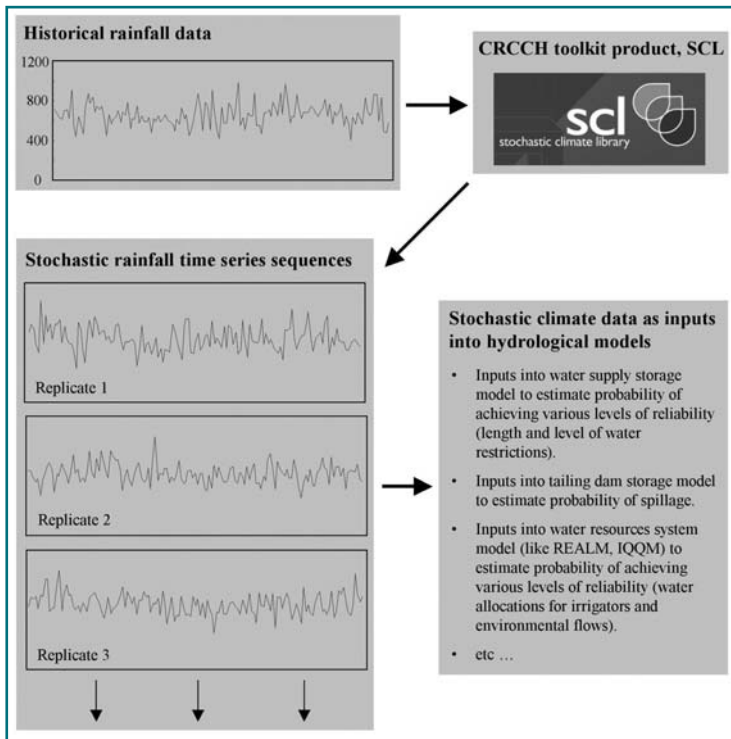 Historical rainfall data
1200
800
400
0
CRCCH toolkit product, SCL
scl
stochastic climate library
Stochastic rainfall time series sequences
Replicate 1
Replicate 2
Replicate 3
Stochastic climate data as inputs
into hydrological models
• Inputs into water supply storage
model to estimate probability of
achieving various levels of reliability
(length and level of water
restrictions).
• Inputs into tailing dam storage model
to estimate probability of spillage.
• Inputs into water resources system
model (like REALM, IQQM) to
estimate probability of achieving
various levels of reliability (water
allocations for irrigators and
environmental flows).
• etc ...